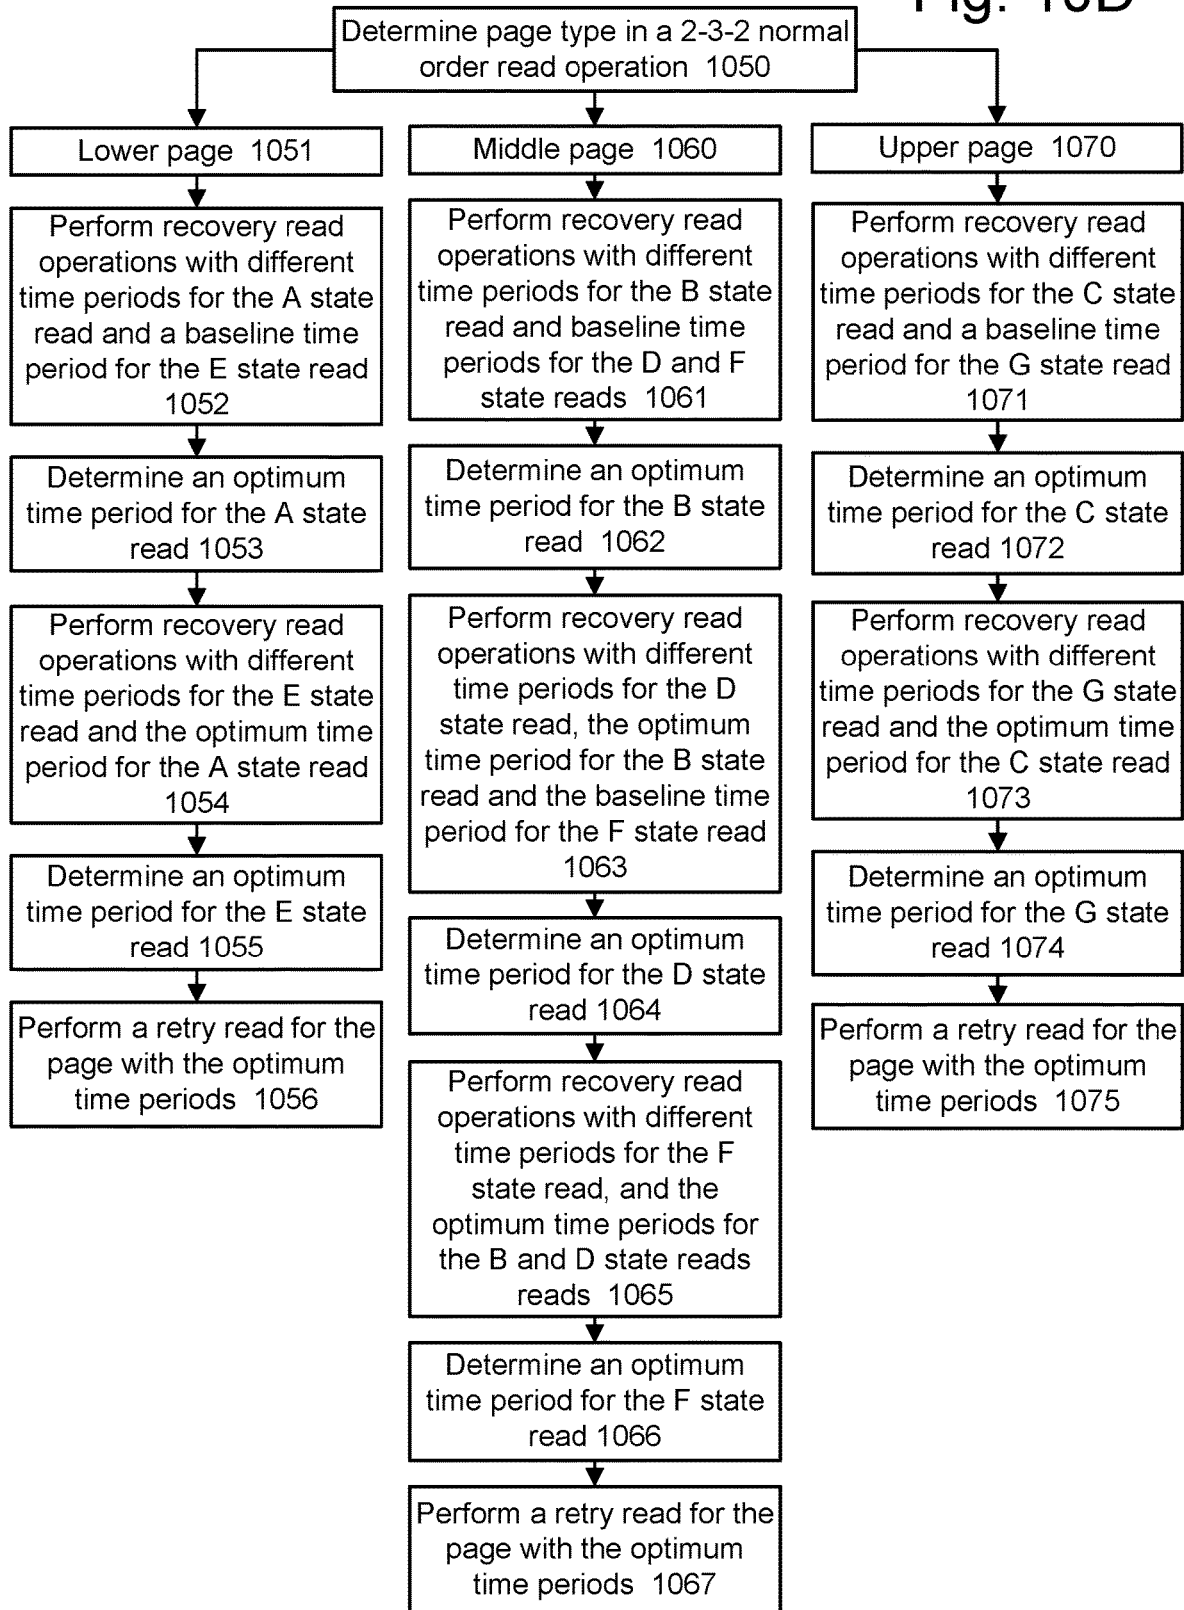 Fig. 10D
Determine page type in a 2-3-2 normal
order read operation 1050
Lower page 1051
Perform recovery read
operations with different
time periods for the A state
read and a baseline time
period for the E state read
1052
Determine an optimum
time period for the A state
read 1053
Perform recovery read
operations with different
time periods for the E state
read and the optimum time
period for the A state read
1054
Determine an optimum
time period for the E state
read 1055
Perform a retry read for the
page with the optimum
time periods 1056
Middle page 1060
Perform recovery read
operations with different
time periods for the B state
read and baseline time
periods for the D and F
state reads 1061
Determine an optimum
time period for the B state
read 1062
Perform recovery read
operations with different
time periods for the D
state read, the optimum
time period for the B state
read and the baseline time
period for the F state read
1063
Determine an optimum
time period for the D state
read 1064
Perform recovery read
operations with different
time periods for the F
state read, and the
optimum time periods for
the B and D state reads
reads 1065
Determine an optimum
time period for the F state
read 1066
Perform a retry read for the
page with the optimum
time periods 1067
Upper page 1070
Perform recovery read
operations with different
time periods for the C state
read and a baseline time
period for the G state read
1071
Determine an optimum
time period for the C state
read 1072
Perform recovery read
operations with different
time periods for the G state
read and the optimum time
period for the C state read
1073
Determine an optimum
time period for the G state
read 1074
Perform a retry read for the
page with the optimum
time periods 1075